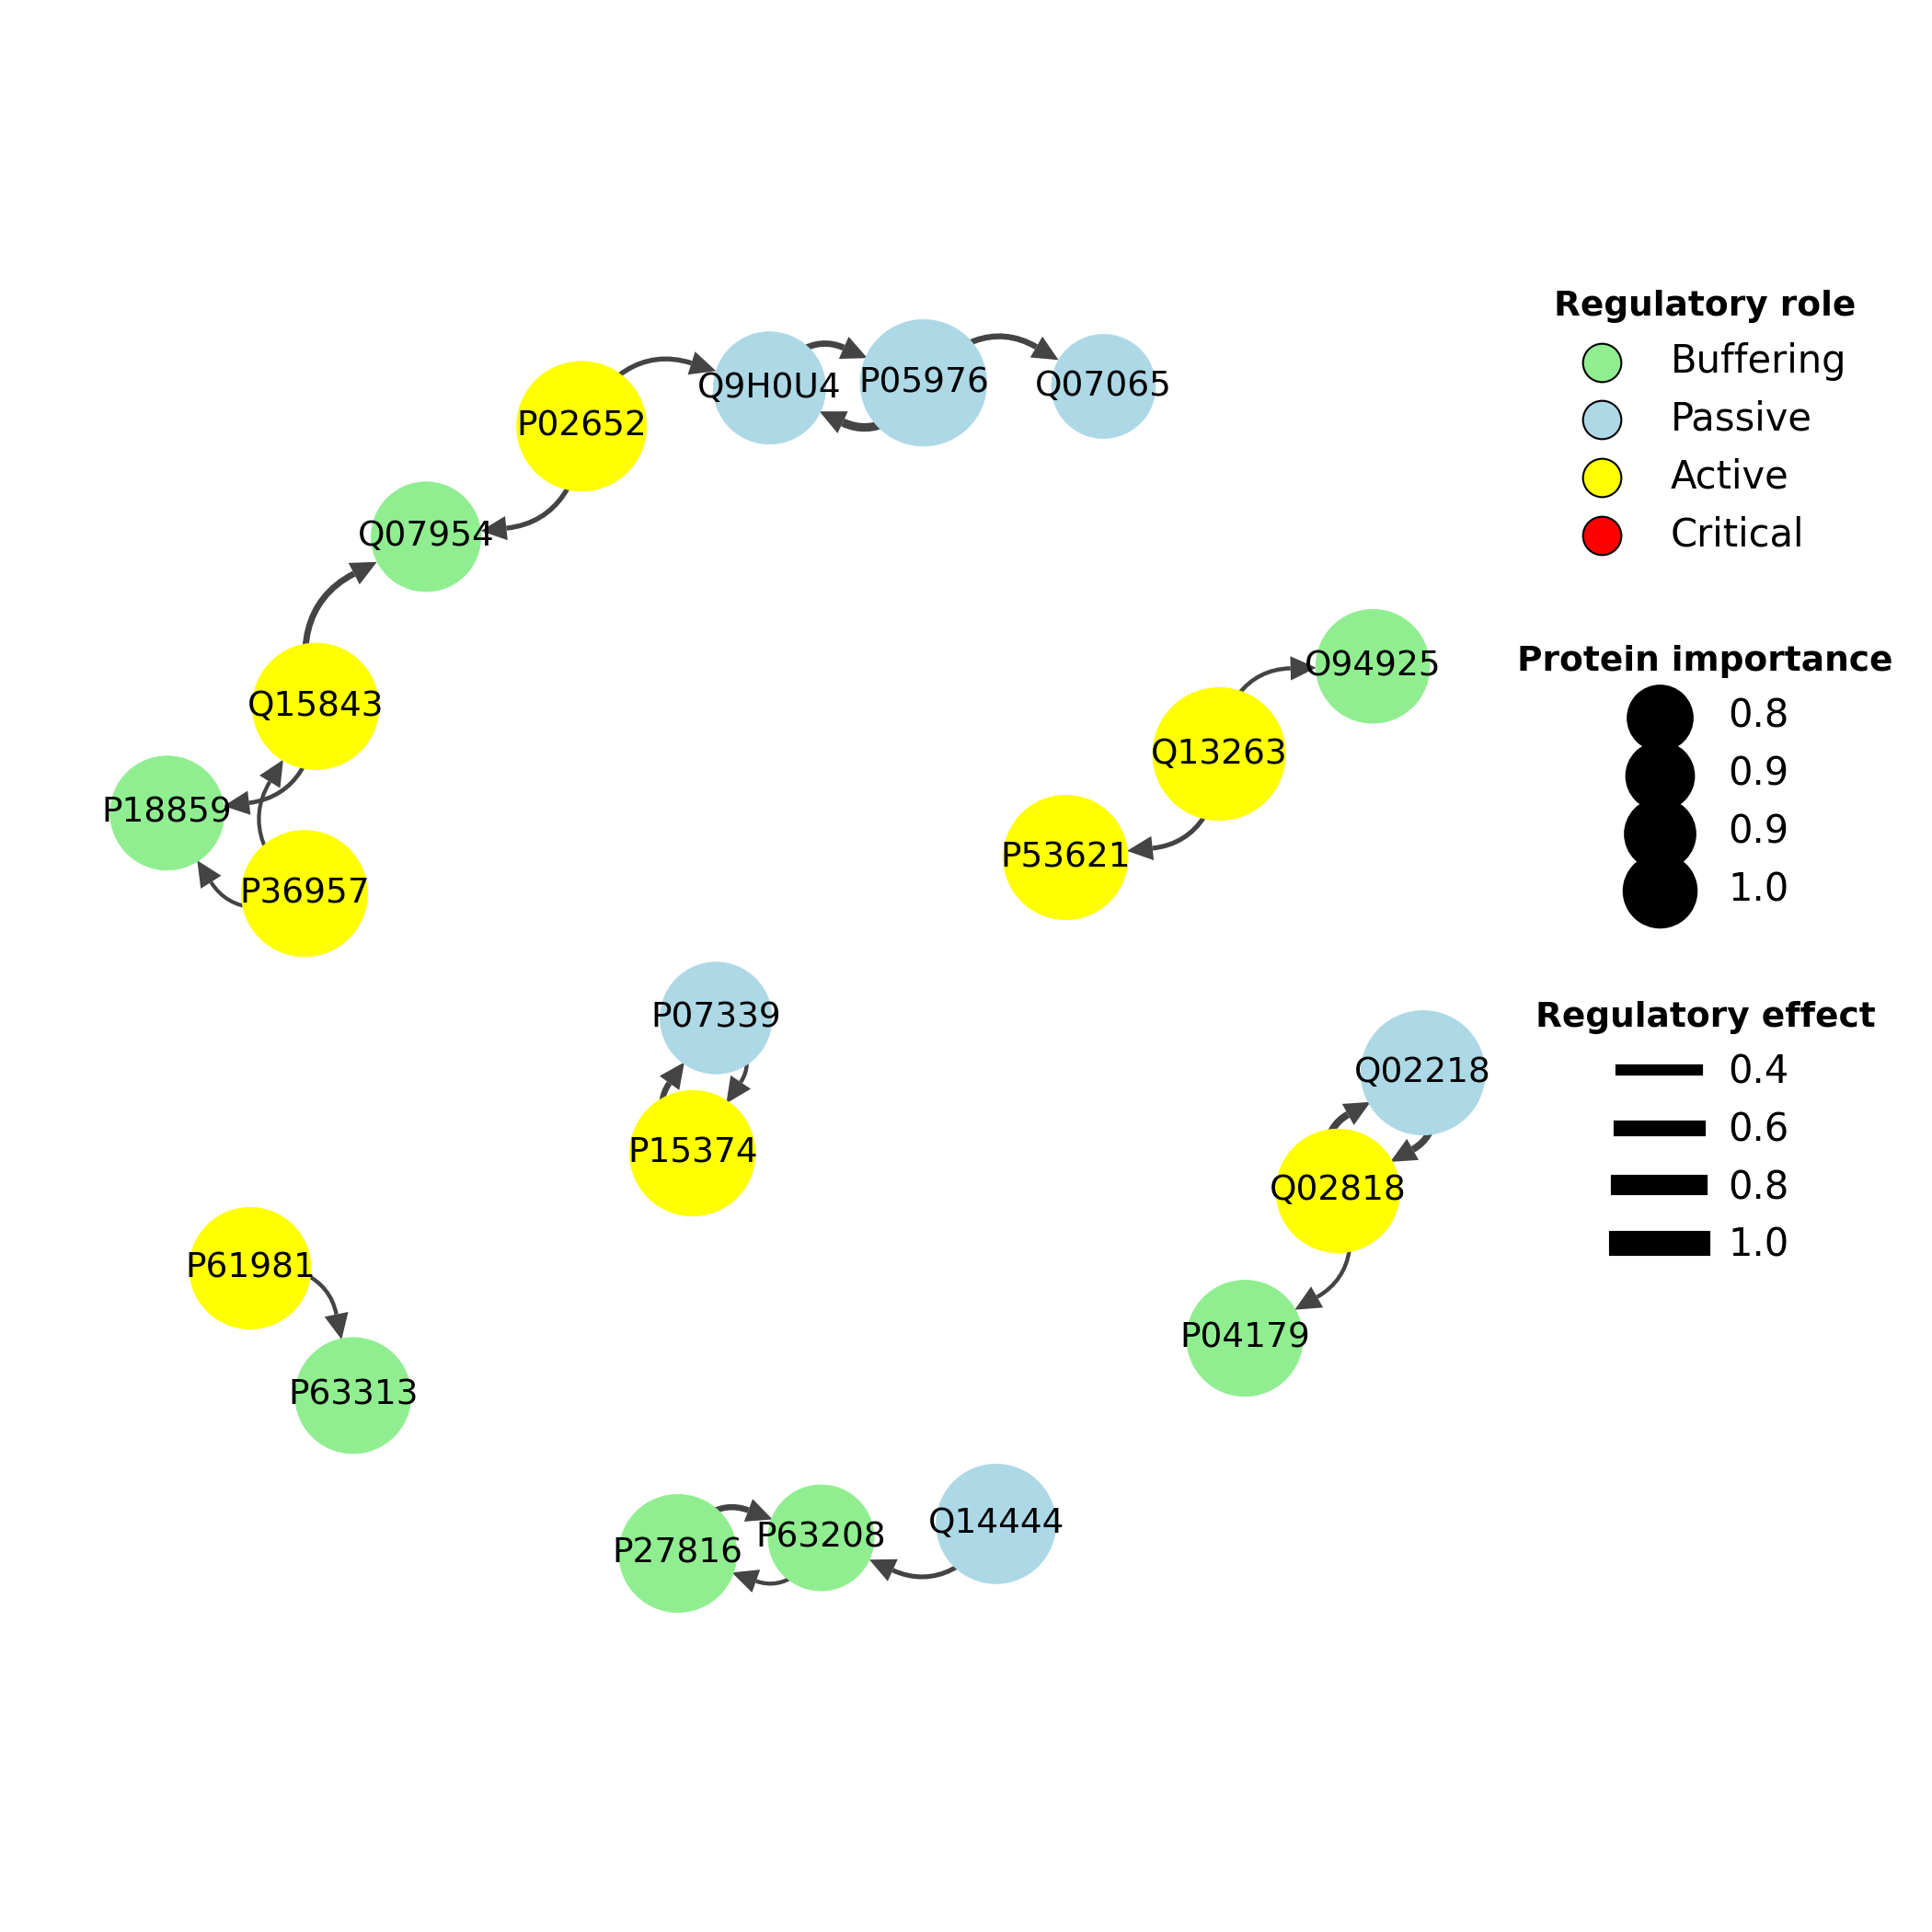 Regulatory role
Buffering
Passive
Active
Critical
Q9H0U4
P05976
Q07065
P02652
Q07954
O94925
Q15843
Q13263
P18859
P53621
P36957
Protein importance
0.8
0.9
0.9
1.0
P07339
Q02218
P15374
Q02818
P61981
P04179
P63313
Q14444
P63208
P27816
Regulatory effect
0.4
0.6
0.8
1.0